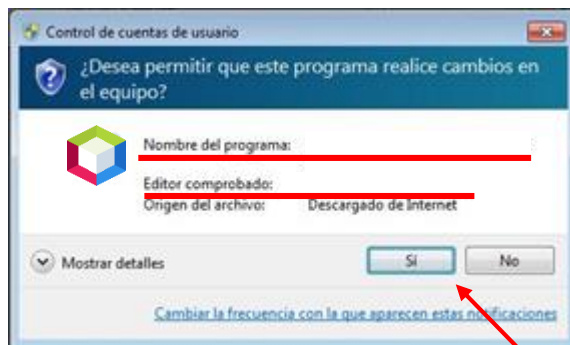 Control de cuentas de usuario
¿Desea permitir que este programa realice cambios en
el equipo?
Nombre del programa:
Editor comprobado:
Origen del archivo: Descargado de Internet
Mostrar detalles
Sí
No
Cambiar la frecuencia con la que aparecen estas notificaciones